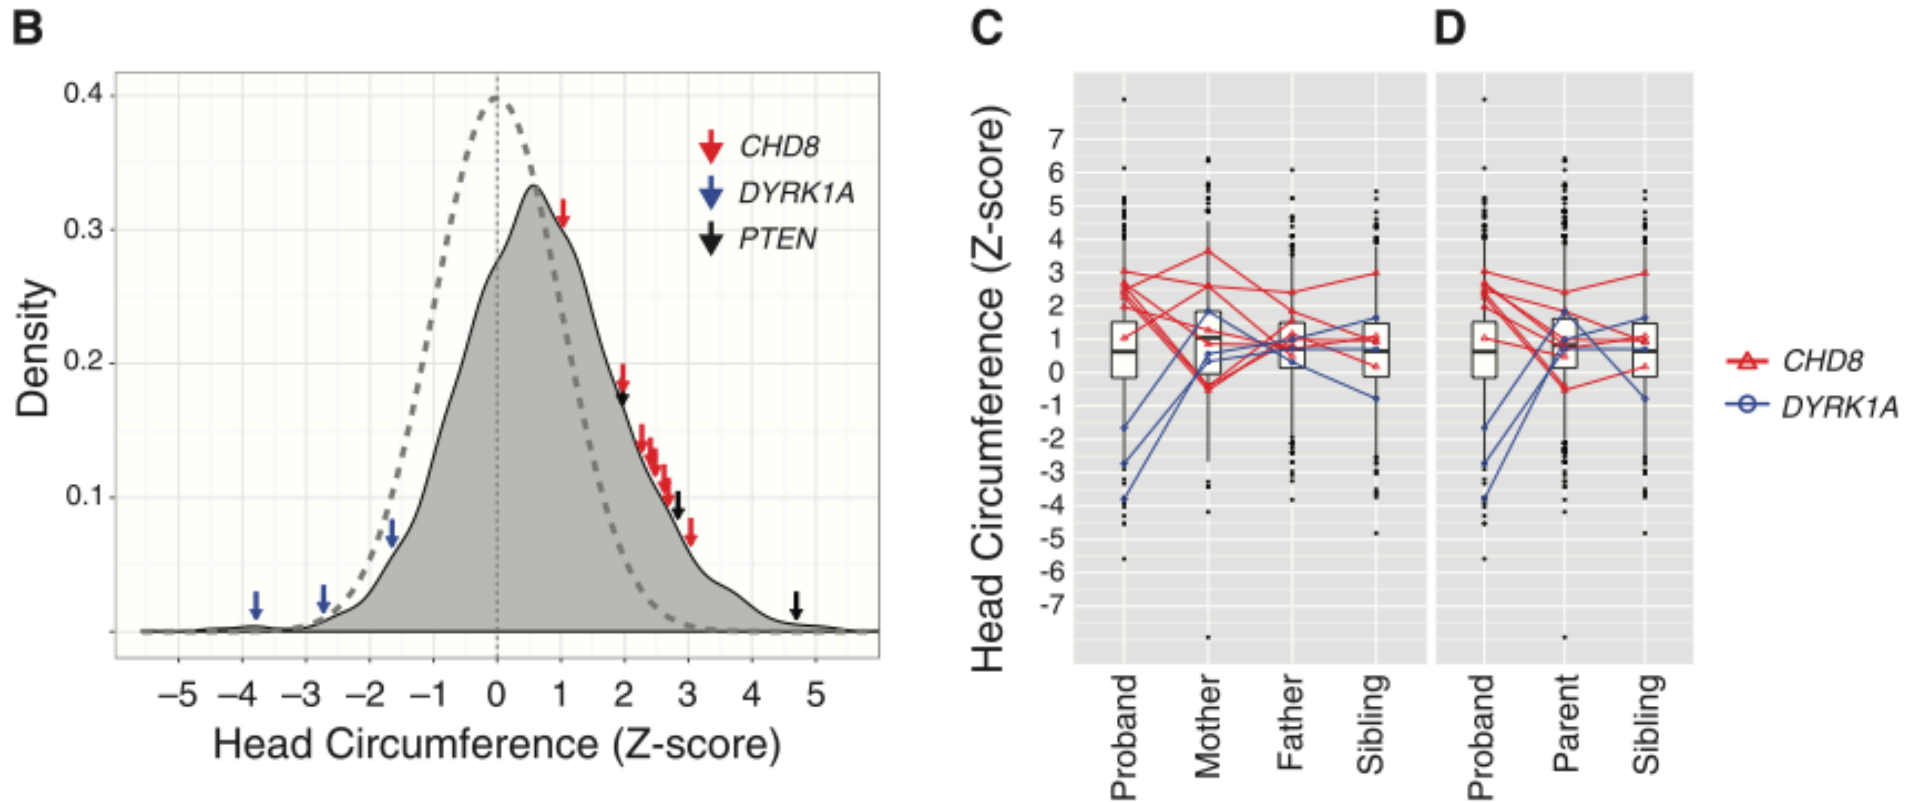 B
0.4
0.3
0.2
0.1
Density
CHD8
DYRK1A
PTEN
–5 –4 –3 –2 –1 0 1 2 3 4 5
Head Circumference (Z-score)
C
Head Circumference (Z-score)
7
6
5
4
3
2
1
0
-1
-2
-3
-4
-5
-6
-7
Proband
Mother
Father
Sibling
D
Proband
Parent
Sibling
CHD8
DYRK1A